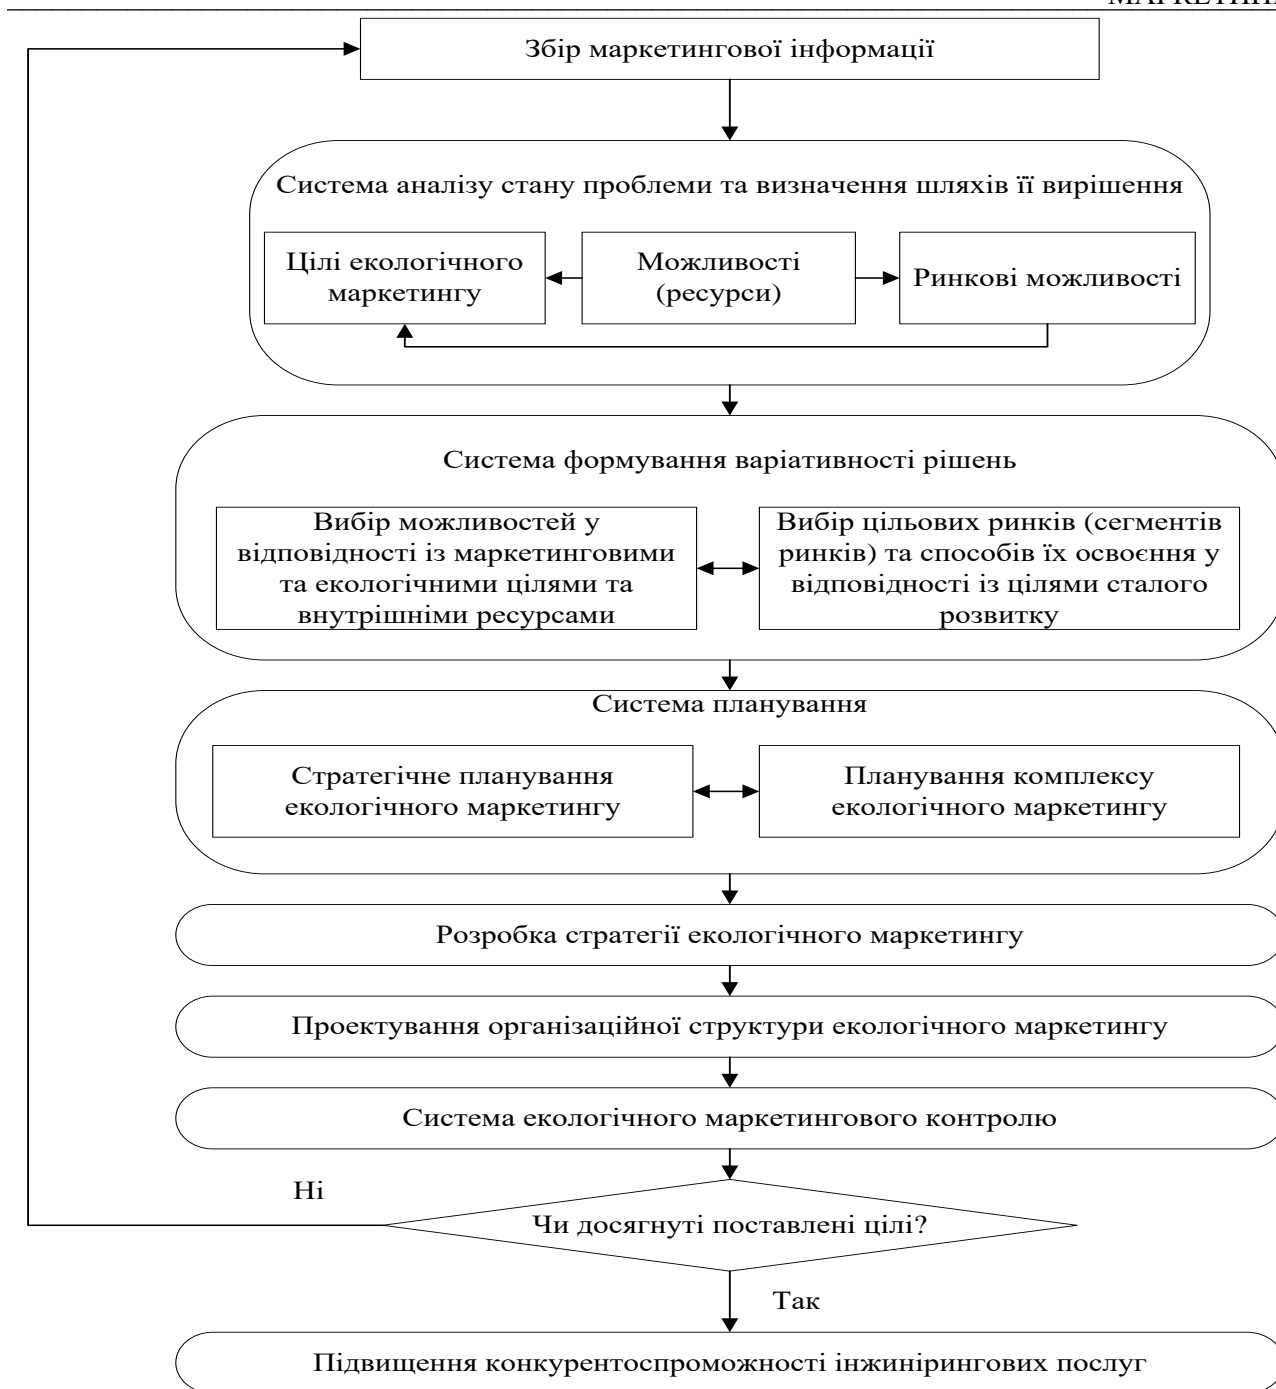 Збір маркетингової інформації
Система аналізу стану проблеми та визначення шляхів її вирішення
Цілі екологічного
маркетингу
Можливості
(ресурси)
Ринкові можливості
Система формування варіативності рішень
Вибір можливостей у
відповідності із маркетинговими
та екологічними цілями та
внутрішніми ресурсами
Вибір цільових ринків (сегментів
ринків) та способів їх освоєння у
відповідності із цілями сталого
розвитку
Система планування
Стратегічне планування
екологічного маркетингу
Планування комплексу
екологічного маркетингу
Розробка стратегії екологічного маркетингу
Проектування організаційної структури екологічного маркетингу
Система екологічного маркетингового контролю
Ні
Чи досягнуті поставлені цілі?
Так
Підвищення конкурентоспроможності інжинірингових послуг